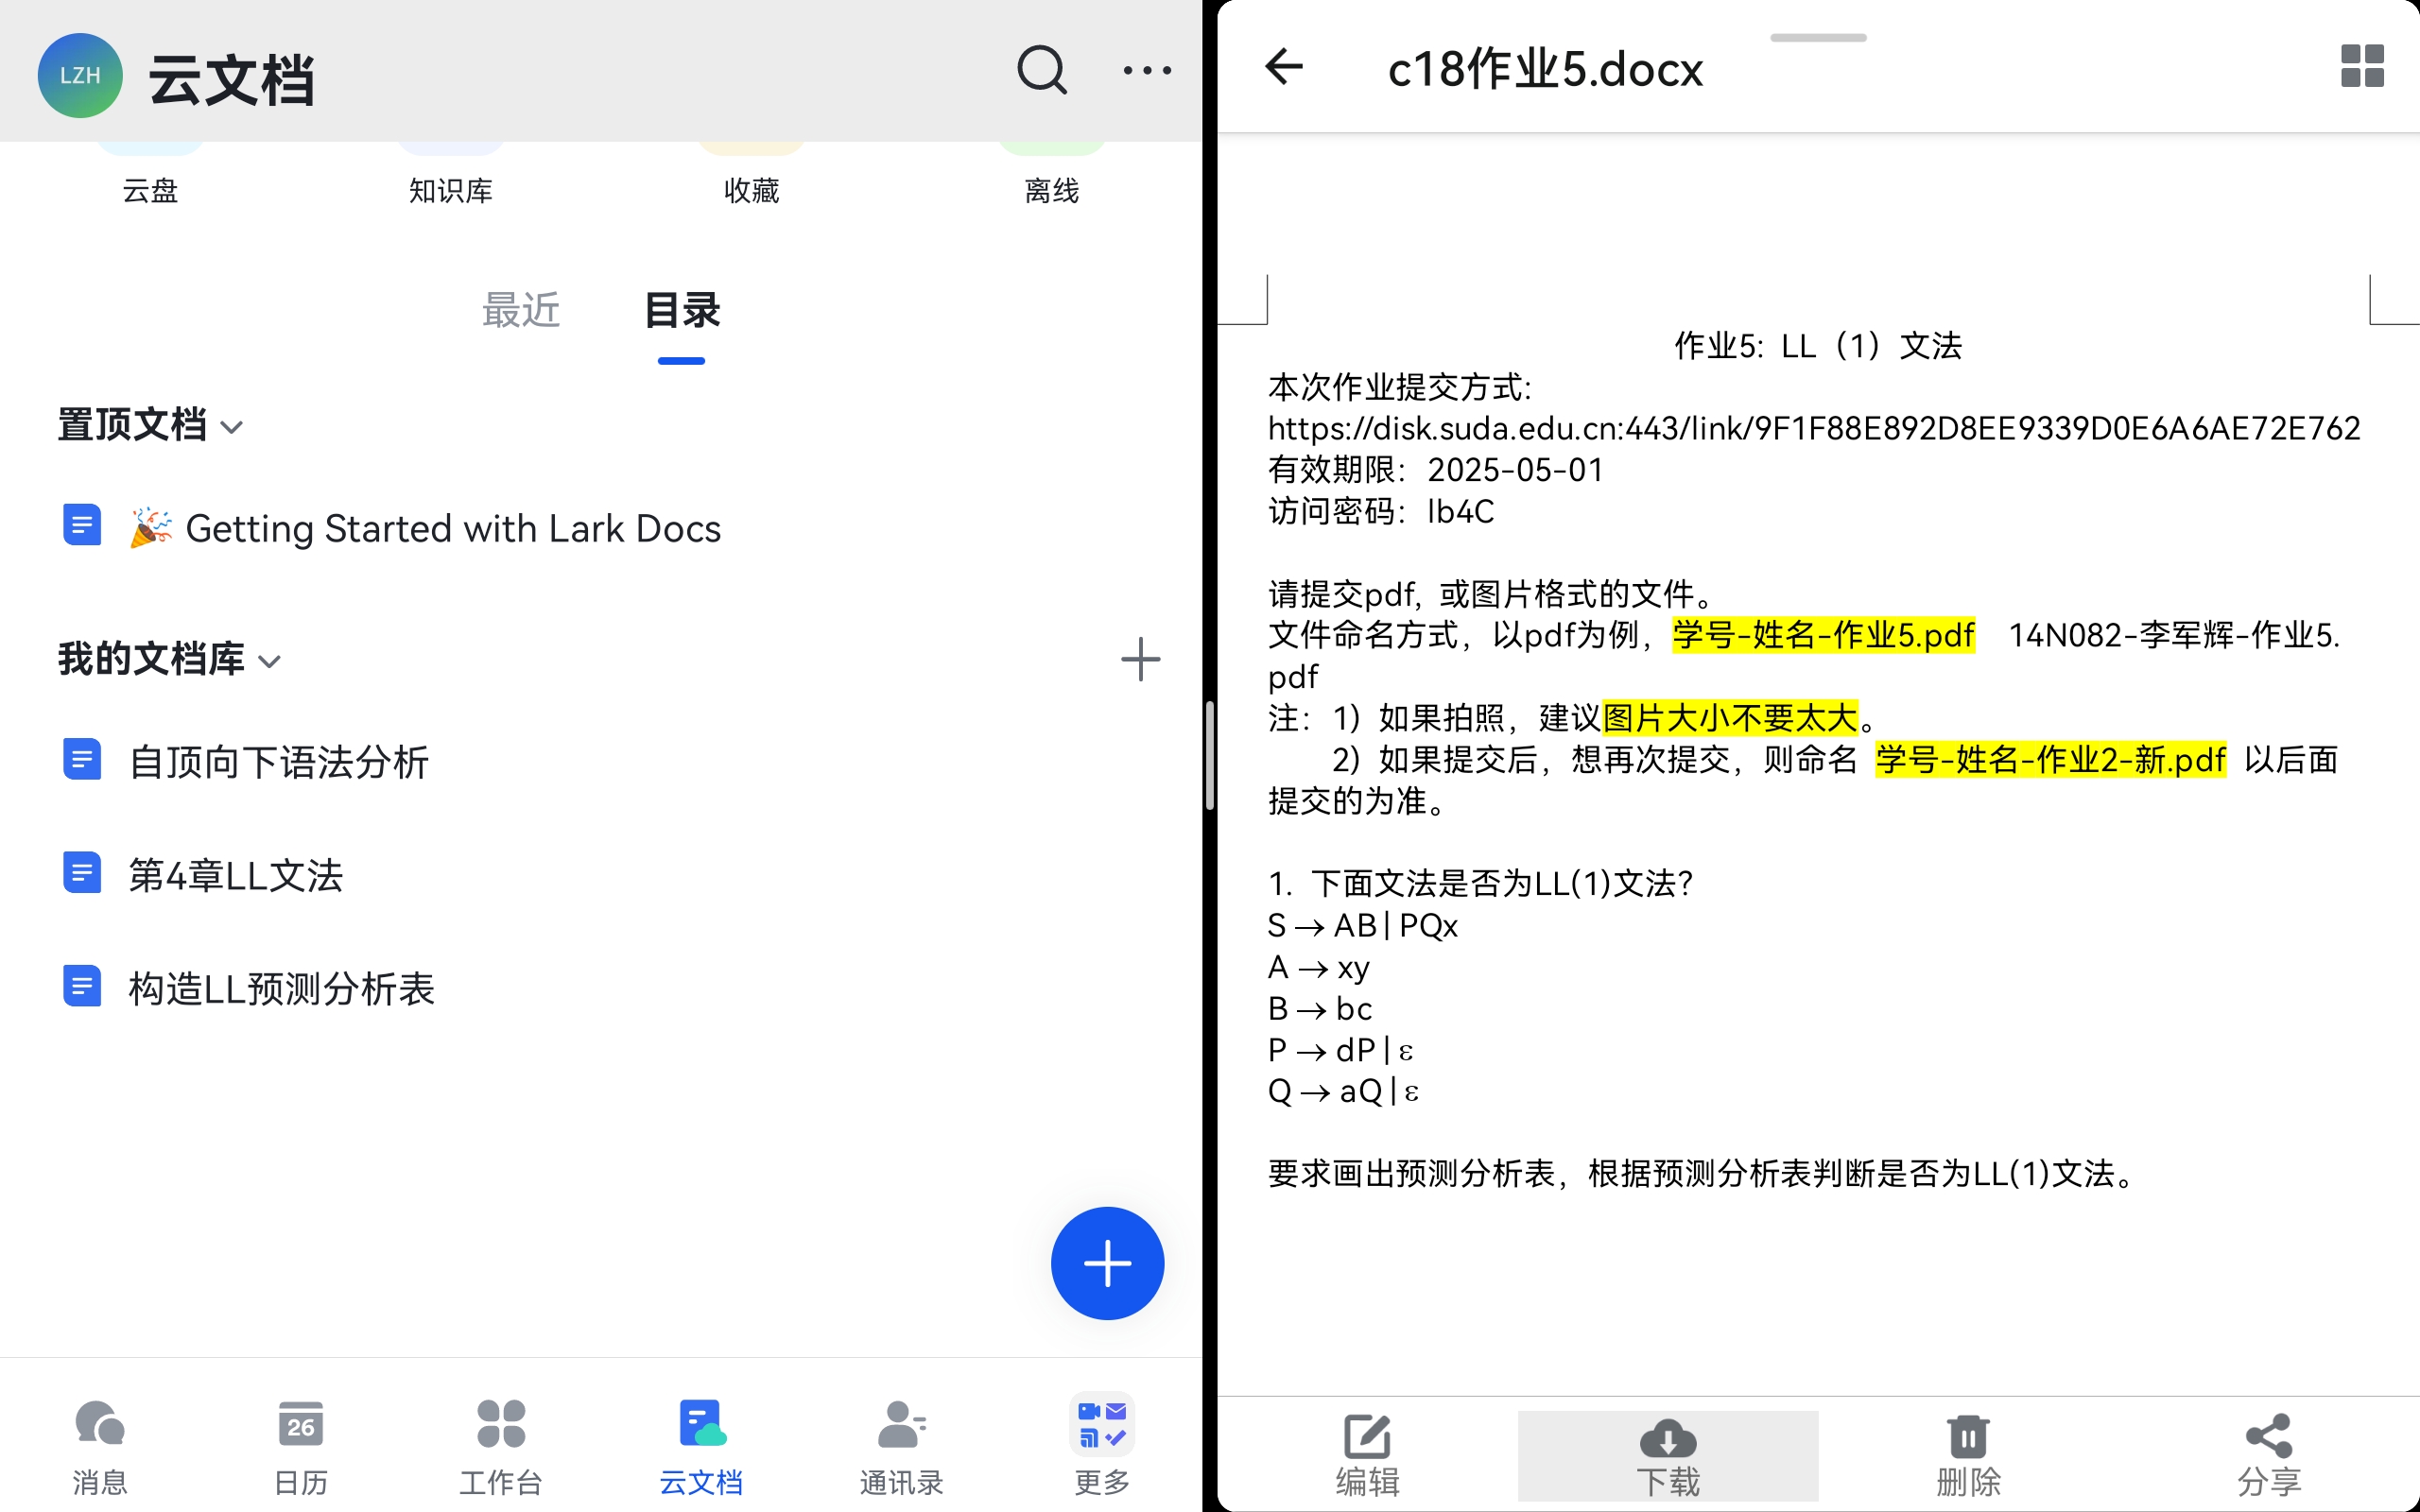 LZH
云文档
云盘
知识库
收藏
离线
最近
目录
置顶文档
Getting Started with Lark Docs
我的文档库
自顶向下语法分析
第4章LL文法
构造LL预测分析表
消息
26
日历
工作台
云文档
通讯录
更多
c18作业5.docx
作业5: LL（1）文法
本次作业提交方式:
https://disk.suda.edu.cn:443/link/9F1F88E892D8EE9339D0E6A6AE72E762
有效期限：2025-05-01
访问密码：lb4C
请提交pdf, 或图片格式的文件。
文件命名方式，以pdf为例，学号-姓名-作业5.pdf 14N082-李军辉-作业5.
pdf
注：1）如果拍照，建议图片大小不要太大。
2）如果提交后，想再次提交，则命名 学号-姓名-作业2-新.pdf 以后面
提交的为准。
1. 下面文法是否为LL(1)文法?
S→AB|PQx
A→xy
B→bc
P→dP|ε
Q→aQ|ε
要求画出预测分析表，根据预测分析表判断是否为LL(1)文法。
编辑
下载
删除
分享